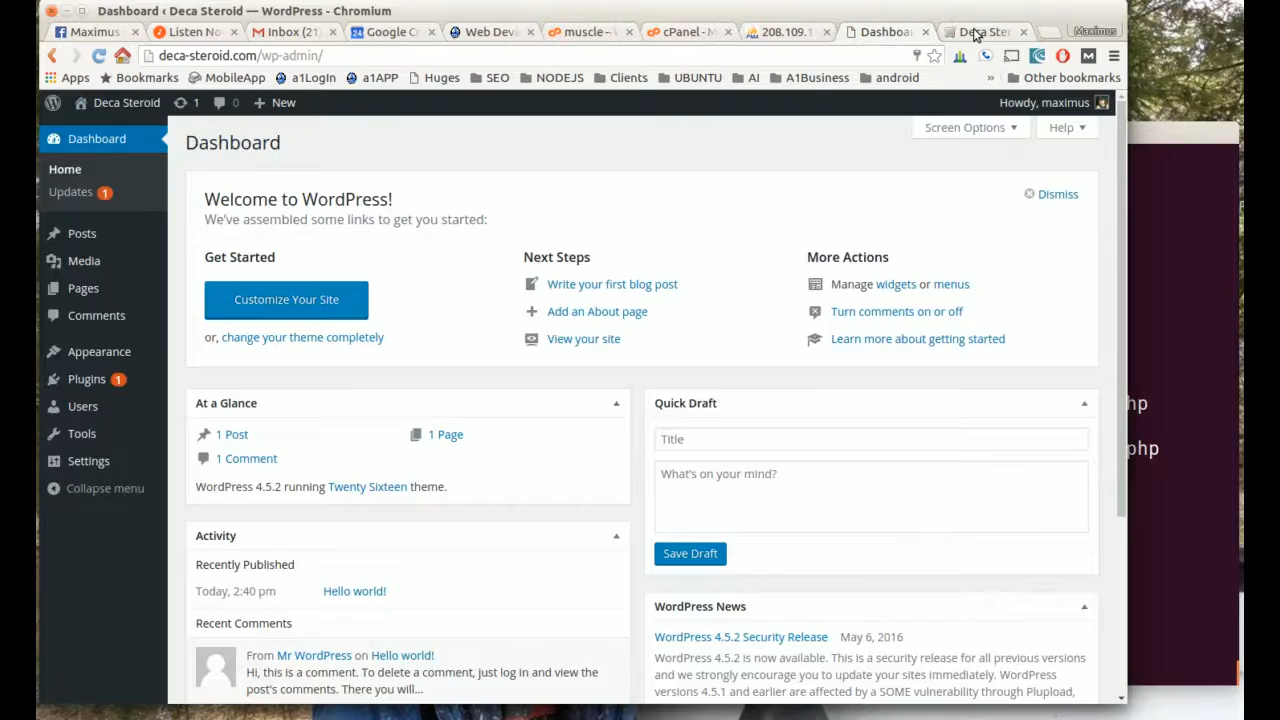 Dashboard ‹ Deca Steroid — WordPress - Chromium
Maximus
Listen No
Inbox (21
Google C
Web Dev
muscle -
cPanel - M
208.109.1
Dashboa
Deca Ster
Maximus
deca-steroid.com/wp-admin/
Apps
Bookmarks
MobileApp
a1LogIn
a1APP
Huges
SEO
NODEJS
Clients
UBUNTU
AI
A1Business
android
»
Other bookmarks
Deca Steroid
1
0
New
Howdy, maximus
Dashboard
Home
Updates 1
Posts
Media
Pages
Comments
Appearance
Plugins 1
Users
Tools
Settings
Collapse menu
Screen Options
Help
Dashboard
Welcome to WordPress!
We've assembled some links to get you started:
Dismiss
Get Started
Customize Your Site
or, change your theme completely
Next Steps
Write your first blog post
Add an About page
View your site
More Actions
Manage widgets or menus
Turn comments on or off
Learn more about getting started
At a Glance
1 Post
1 Page
1 Comment
WordPress 4.5.2 running Twenty Sixteen theme.
Activity
Recently Published
Today, 2:40 pm
Hello world!
Recent Comments
From Mr WordPress on Hello world!
Hi, this is a comment. To delete a comment, just log in and view the
post's comments. There you will...
Quick Draft
Title
What's on your mind?
Save Draft
WordPress News
WordPress 4.5.2 Security Release May 6, 2016
WordPress 4.5.2 is now available. This is a security release for all previous versions
and we strongly encourage you to update your sites immediately. WordPress
versions 4.5.1 and earlier are affected by a SOME vulnerability through Plupload,
hp
php